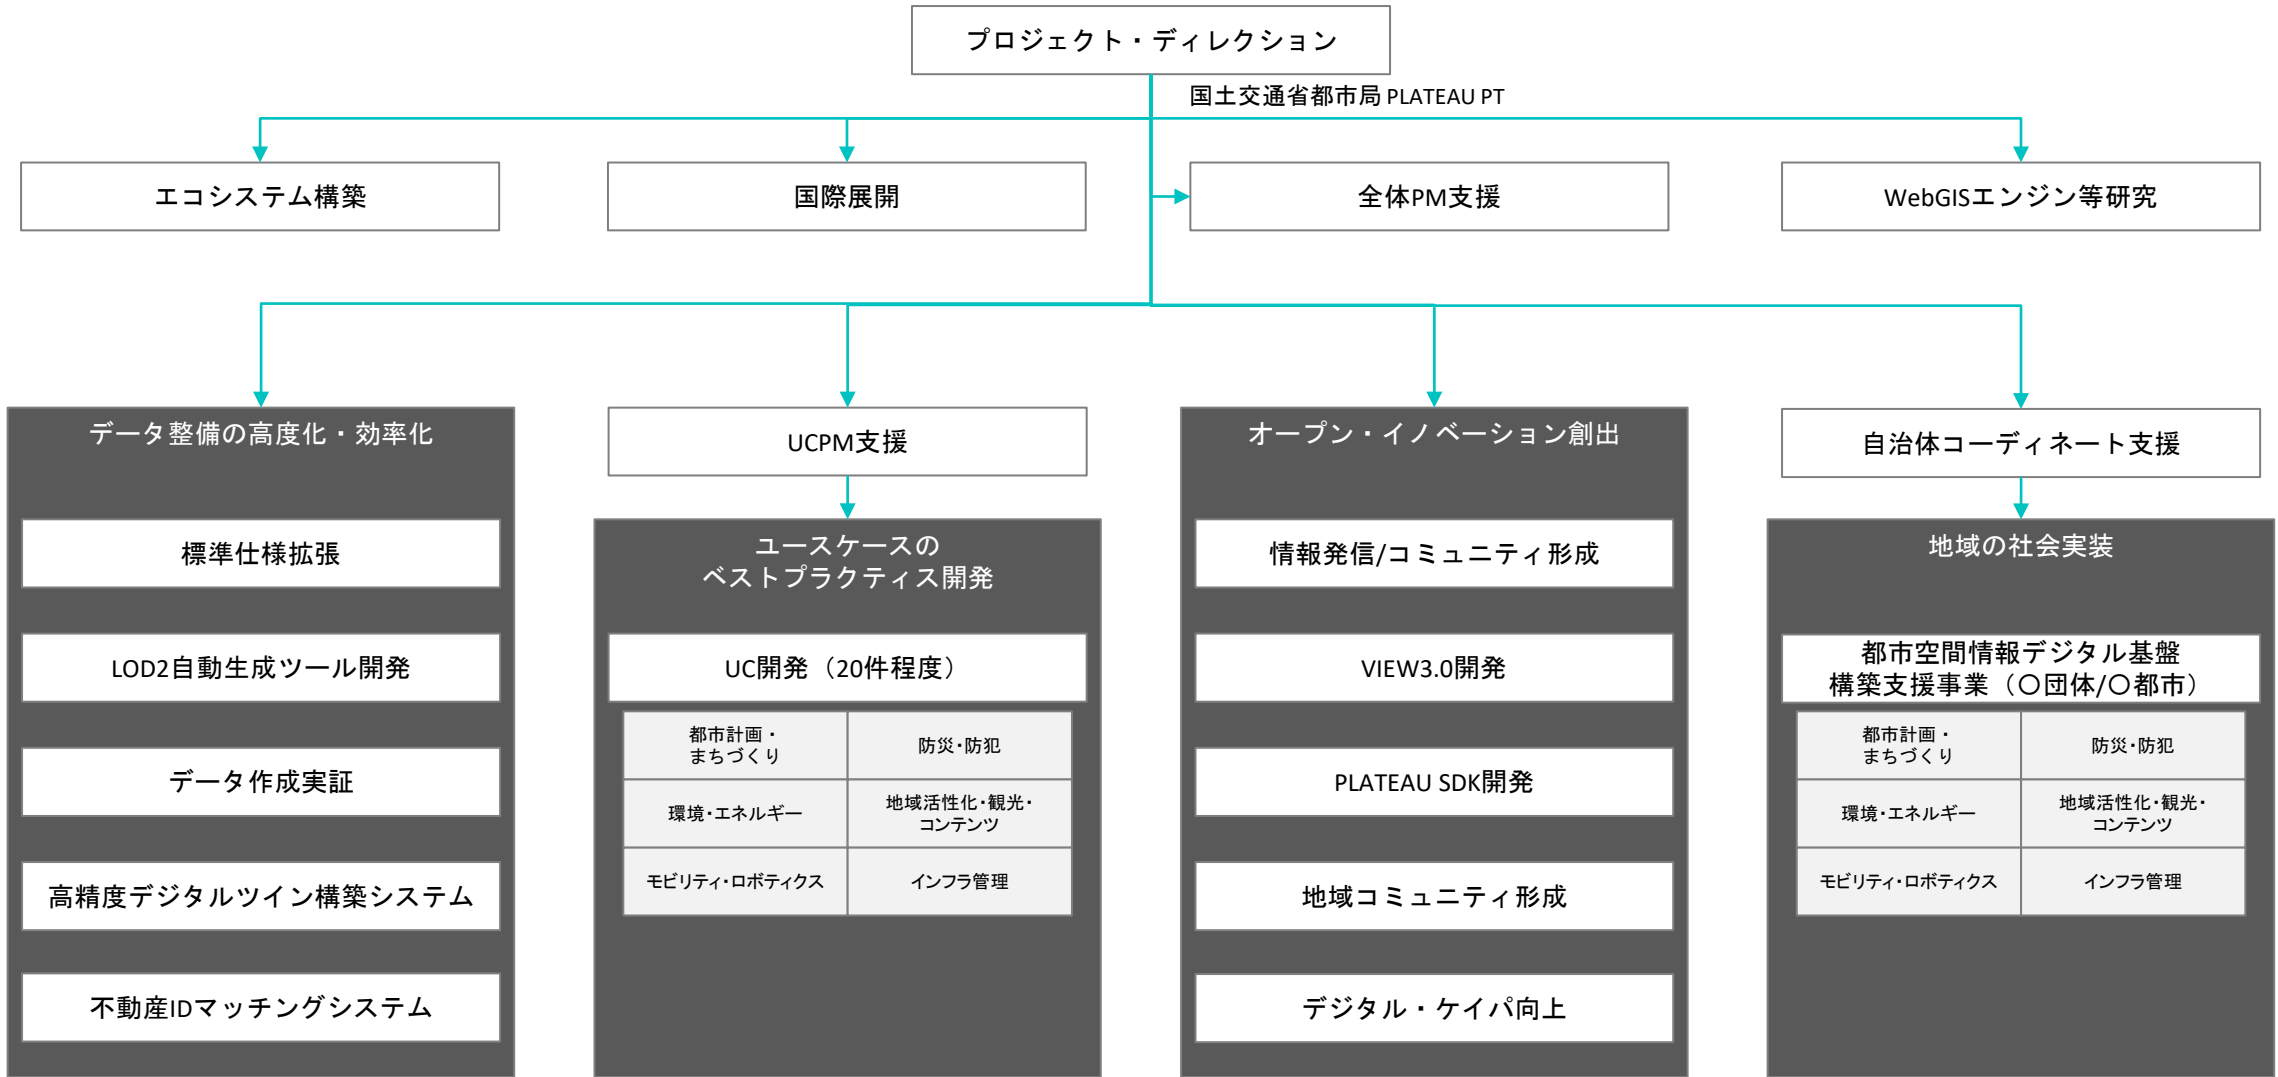 プロジェクト・ディレクション
国土交通省都市局 PLATEAU PT
エコシステム構築
国際展開
全体PM支援
WebGISエンジン等研究
データ整備の高度化・効率化
標準仕様拡張
LOD2自動生成ツール開発
データ作成実証
高精度デジタルツイン構築システム
不動産IDマッチングシステム
UCPM支援
ユースケースの
ベストプラクティス開発
UC開発（20件程度）
都市計画・
まちづくり
防災・防犯
環境・エネルギー
地域活性化・観光・
コンテンツ
モビリティ・ロボティクス
インフラ管理
オープン・イノベーション創出
情報発信/コミュニティ形成
VIEW3.0開発
PLATEAU SDK開発
地域コミュニティ形成
デジタル・ケイパ向上
自治体コーディネート支援
地域の社会実装
都市空間情報デジタル基盤
構築支援事業（〇団体/〇都市）
都市計画・
まちづくり
防災・防犯
環境・エネルギー
地域活性化・観光・
コンテンツ
モビリティ・ロボティクス
インフラ管理